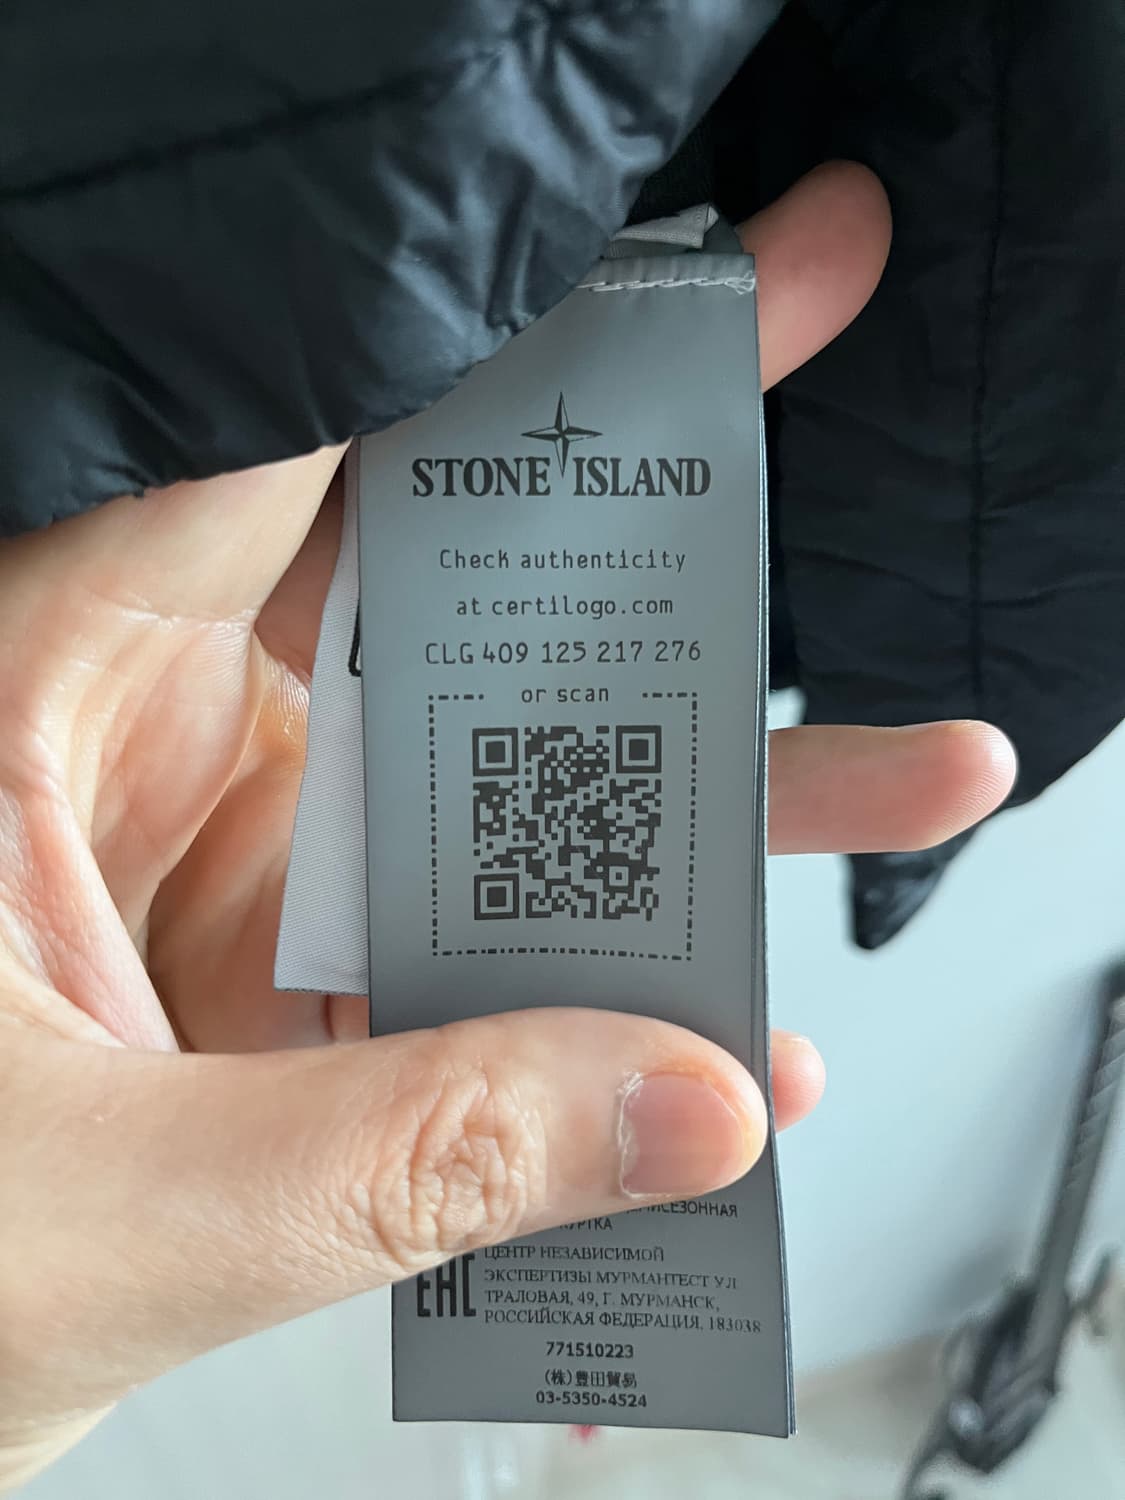 STONE ISLAND
Check authenticity
at certilogo.com
CLG 409 125 217 276
or scan
КУРТКА
ЦЕНТР НЕЗАВИСИМОЙ
ЭКСПЕРТИЗЫ МУРМАНТЕСТ УЛ
ТРАЛОВАЯ, 49, Г. МУРМАНСК,
РОССИЙСКАЯ ФЕДЕРАЦИЯ, 183038
EAC
771510223
(株)豊田貿易
03-5350-4524